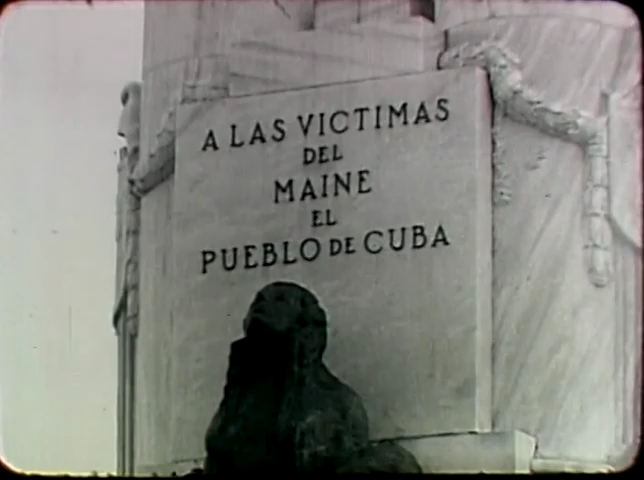 A LAS VICTIMAS
DEL
MAINE
EL
PUEBLO DE CUBA